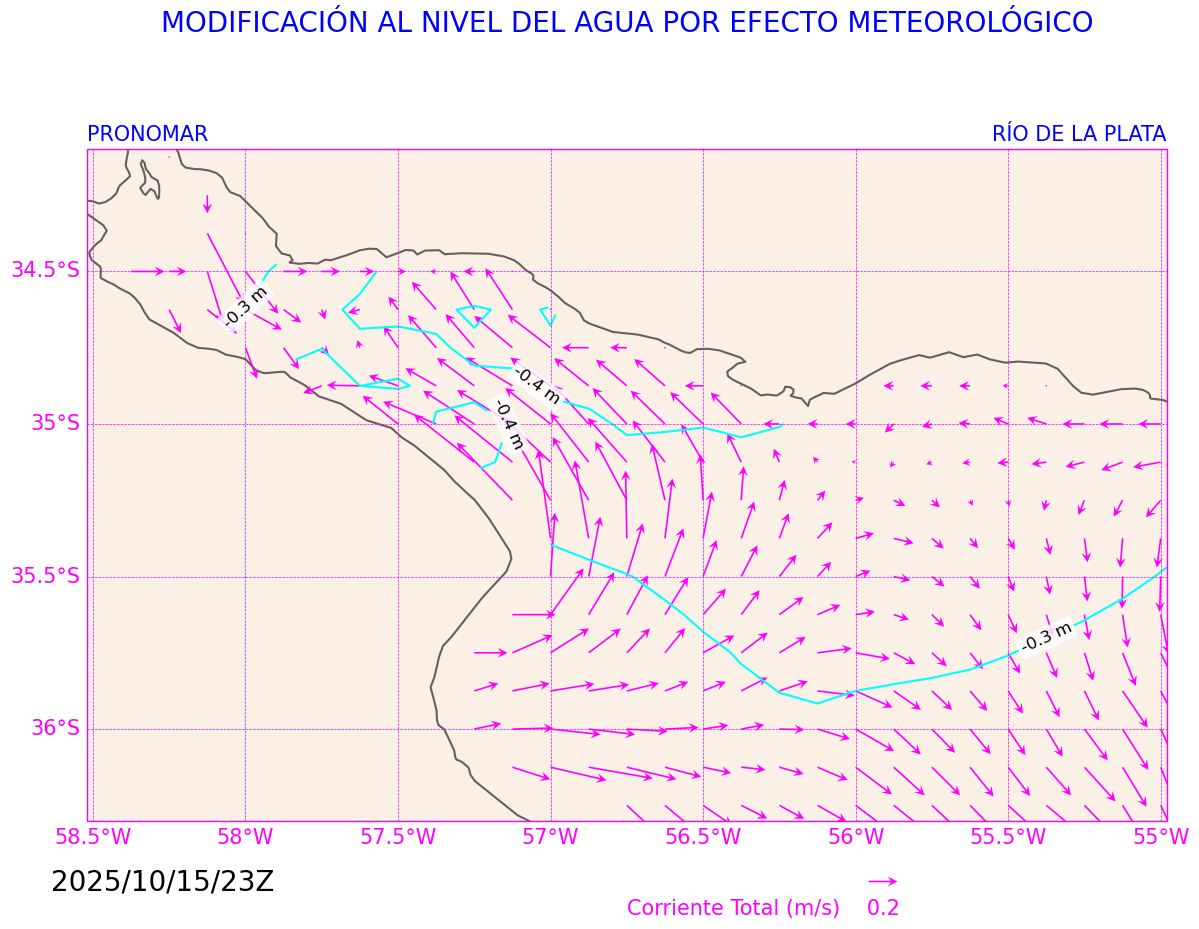 MODIFICACIÓN AL NIVEL DEL AGUA POR EFECTO METEOROLÓGICO
PRONOMAR
RÍO DE LA PLATA
34.5°S
35°S
35.5°S
36°S
-0.3 m
-0.4 m
-0.4 m
-0.3 m
58.5°W
58°W
57.5°W
57°W
56.5°W
56°W
55.5°W
55°W
2025/10/15/23Z
Corriente Total (m/s) 0.2